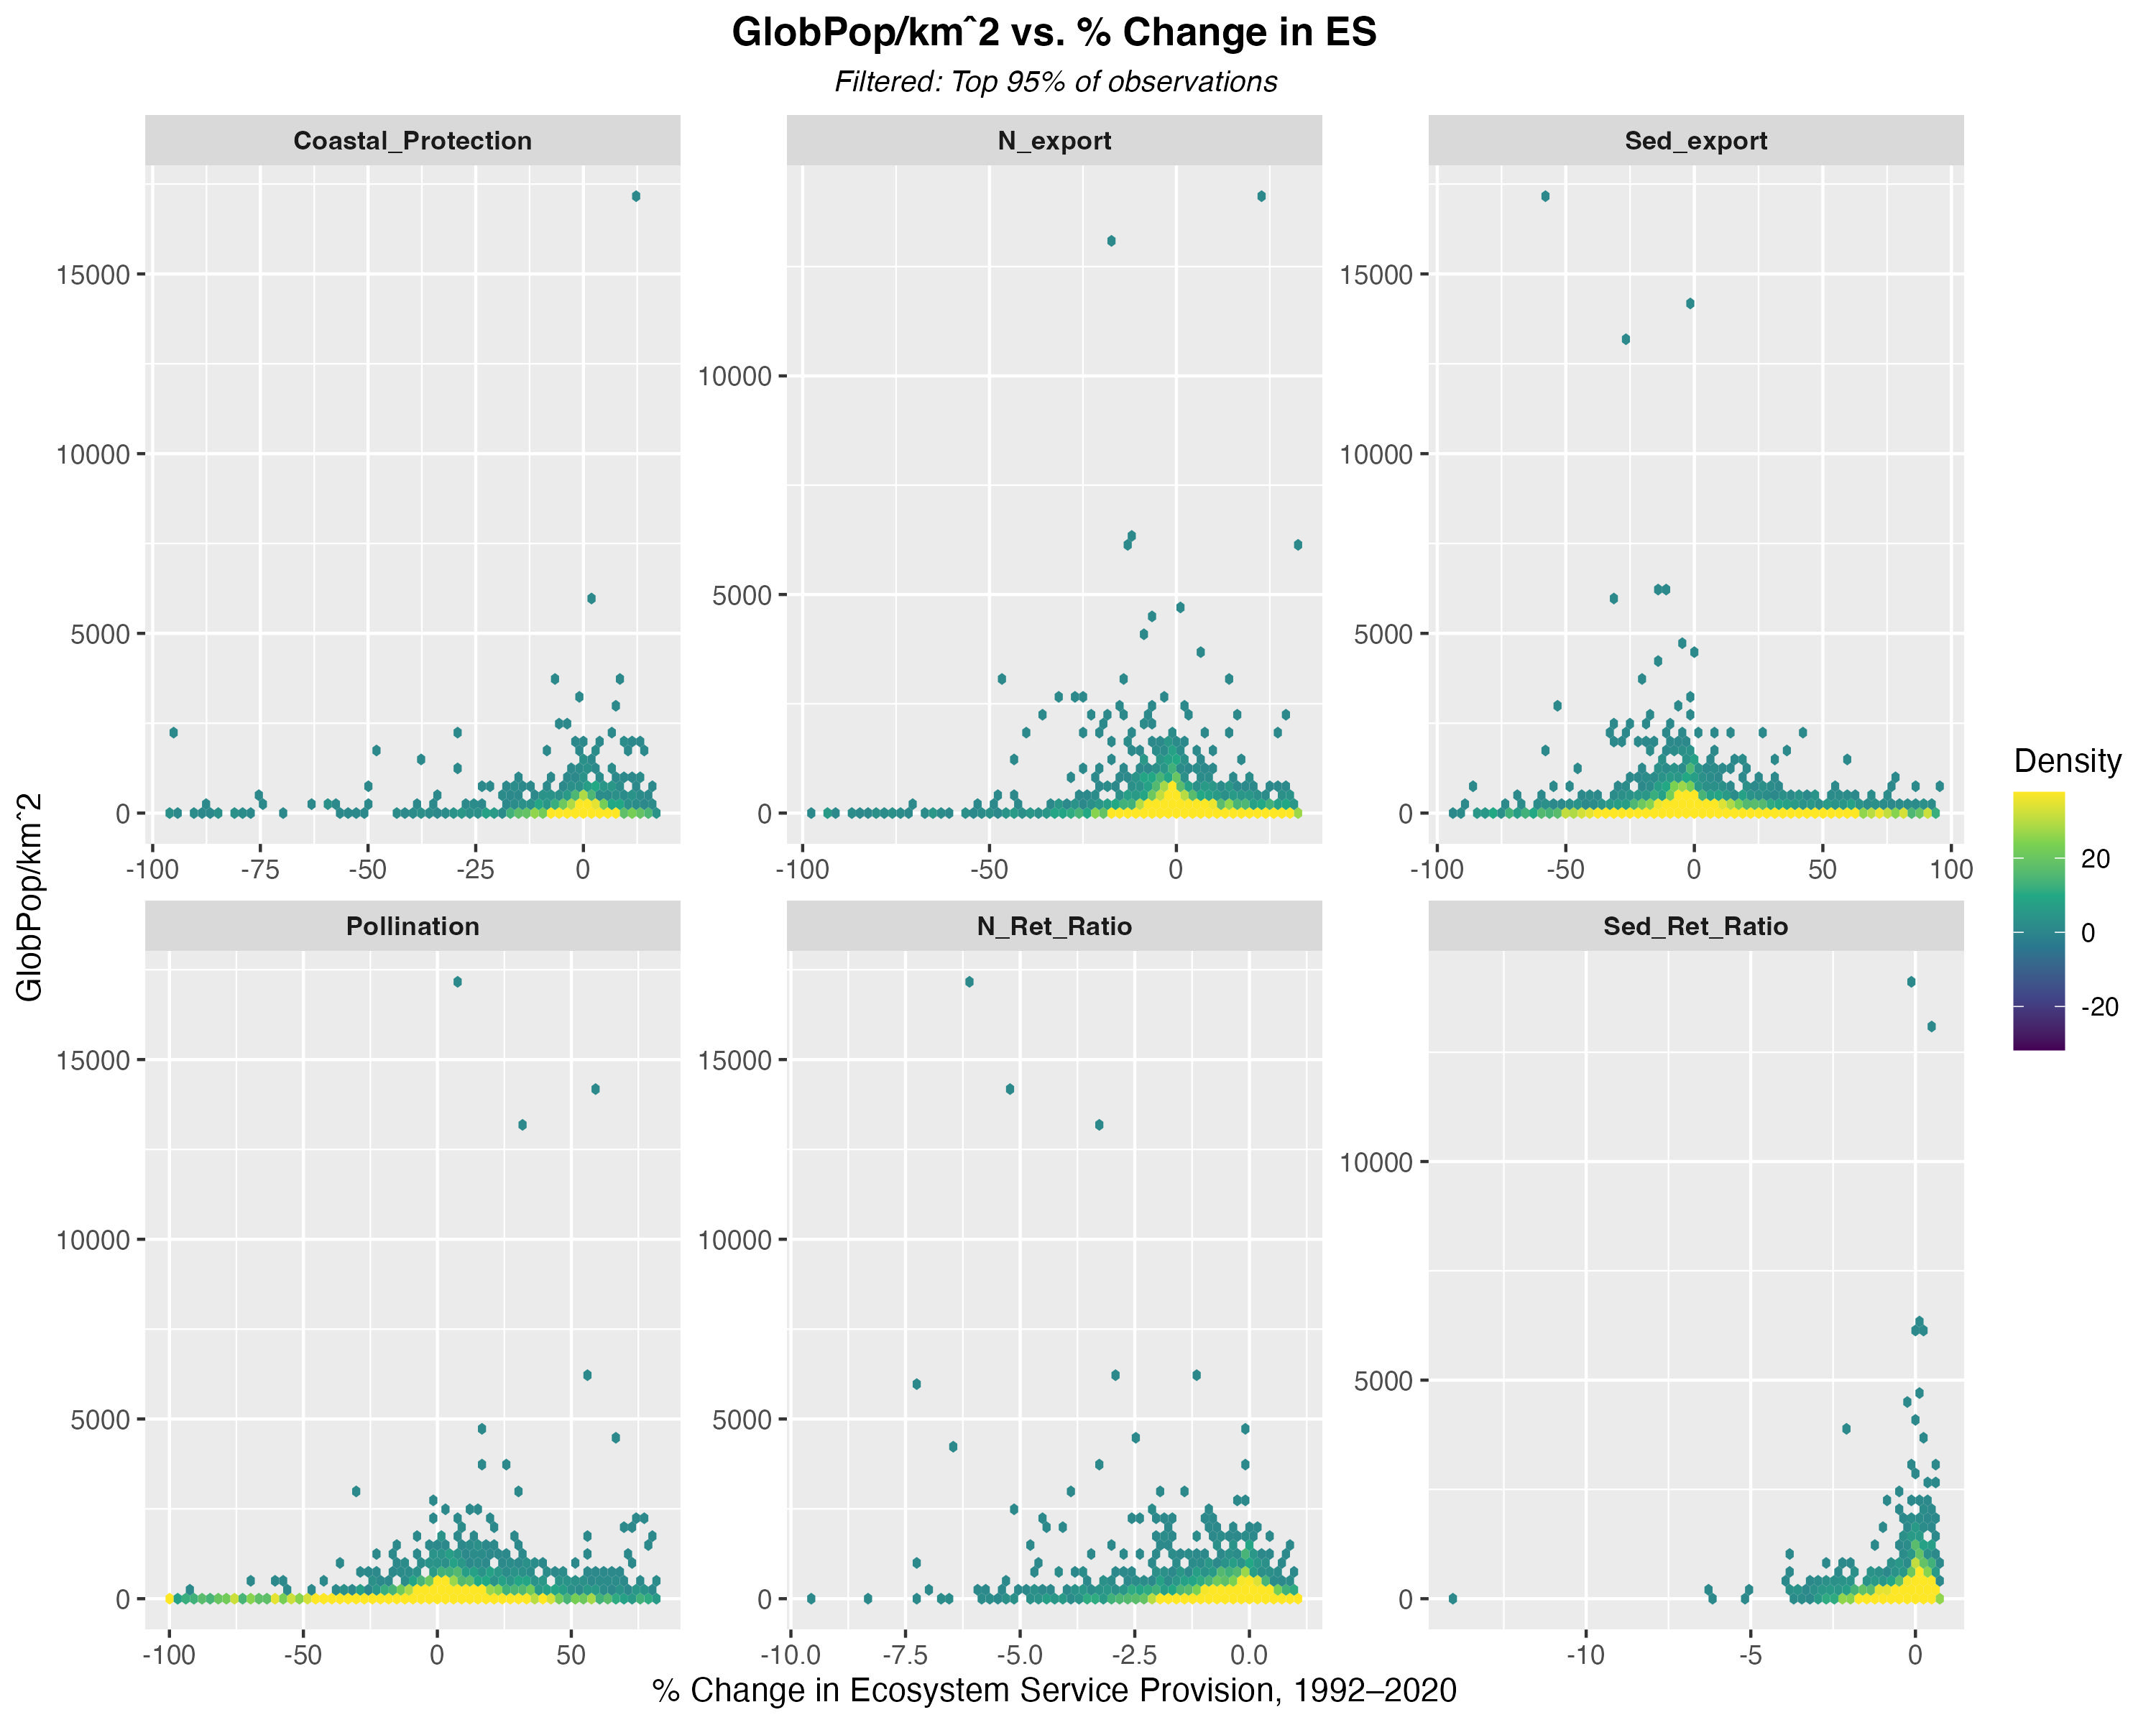 GlobPop/km^2 vs. % Change in ES
Filtered: Top 95% of observations
Coastal_Protection
N_export
Sed_export
15000
10000
5000
0
-100 -75 -50 -25 0
10000
5000
0
-100 -50 0
15000
10000
5000
0
-100 -50 0 50 100
Pollination
N_Ret_Ratio
Sed_Ret_Ratio
15000
10000
5000
0
-100 -50 0 50
15000
10000
5000
0
-10.0 -7.5 -5.0 -2.5 0.0
10000
5000
0
-10 -5 0
GlobPop/km^2
% Change in Ecosystem Service Provision, 1992–2020
Density
20
0
-20